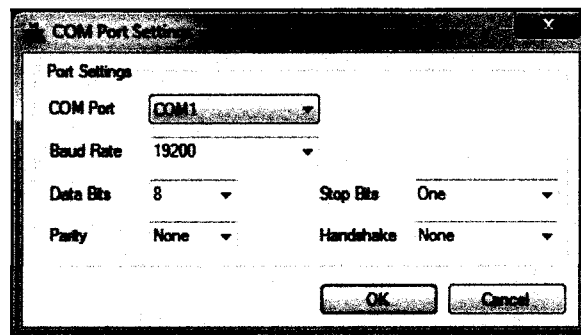 COM Port Settings
Port Settings
COM Port COM1
Baud Rate 19200
Data Bits 8 Stop Bits One
Parity None Handshake None
OK Cancel